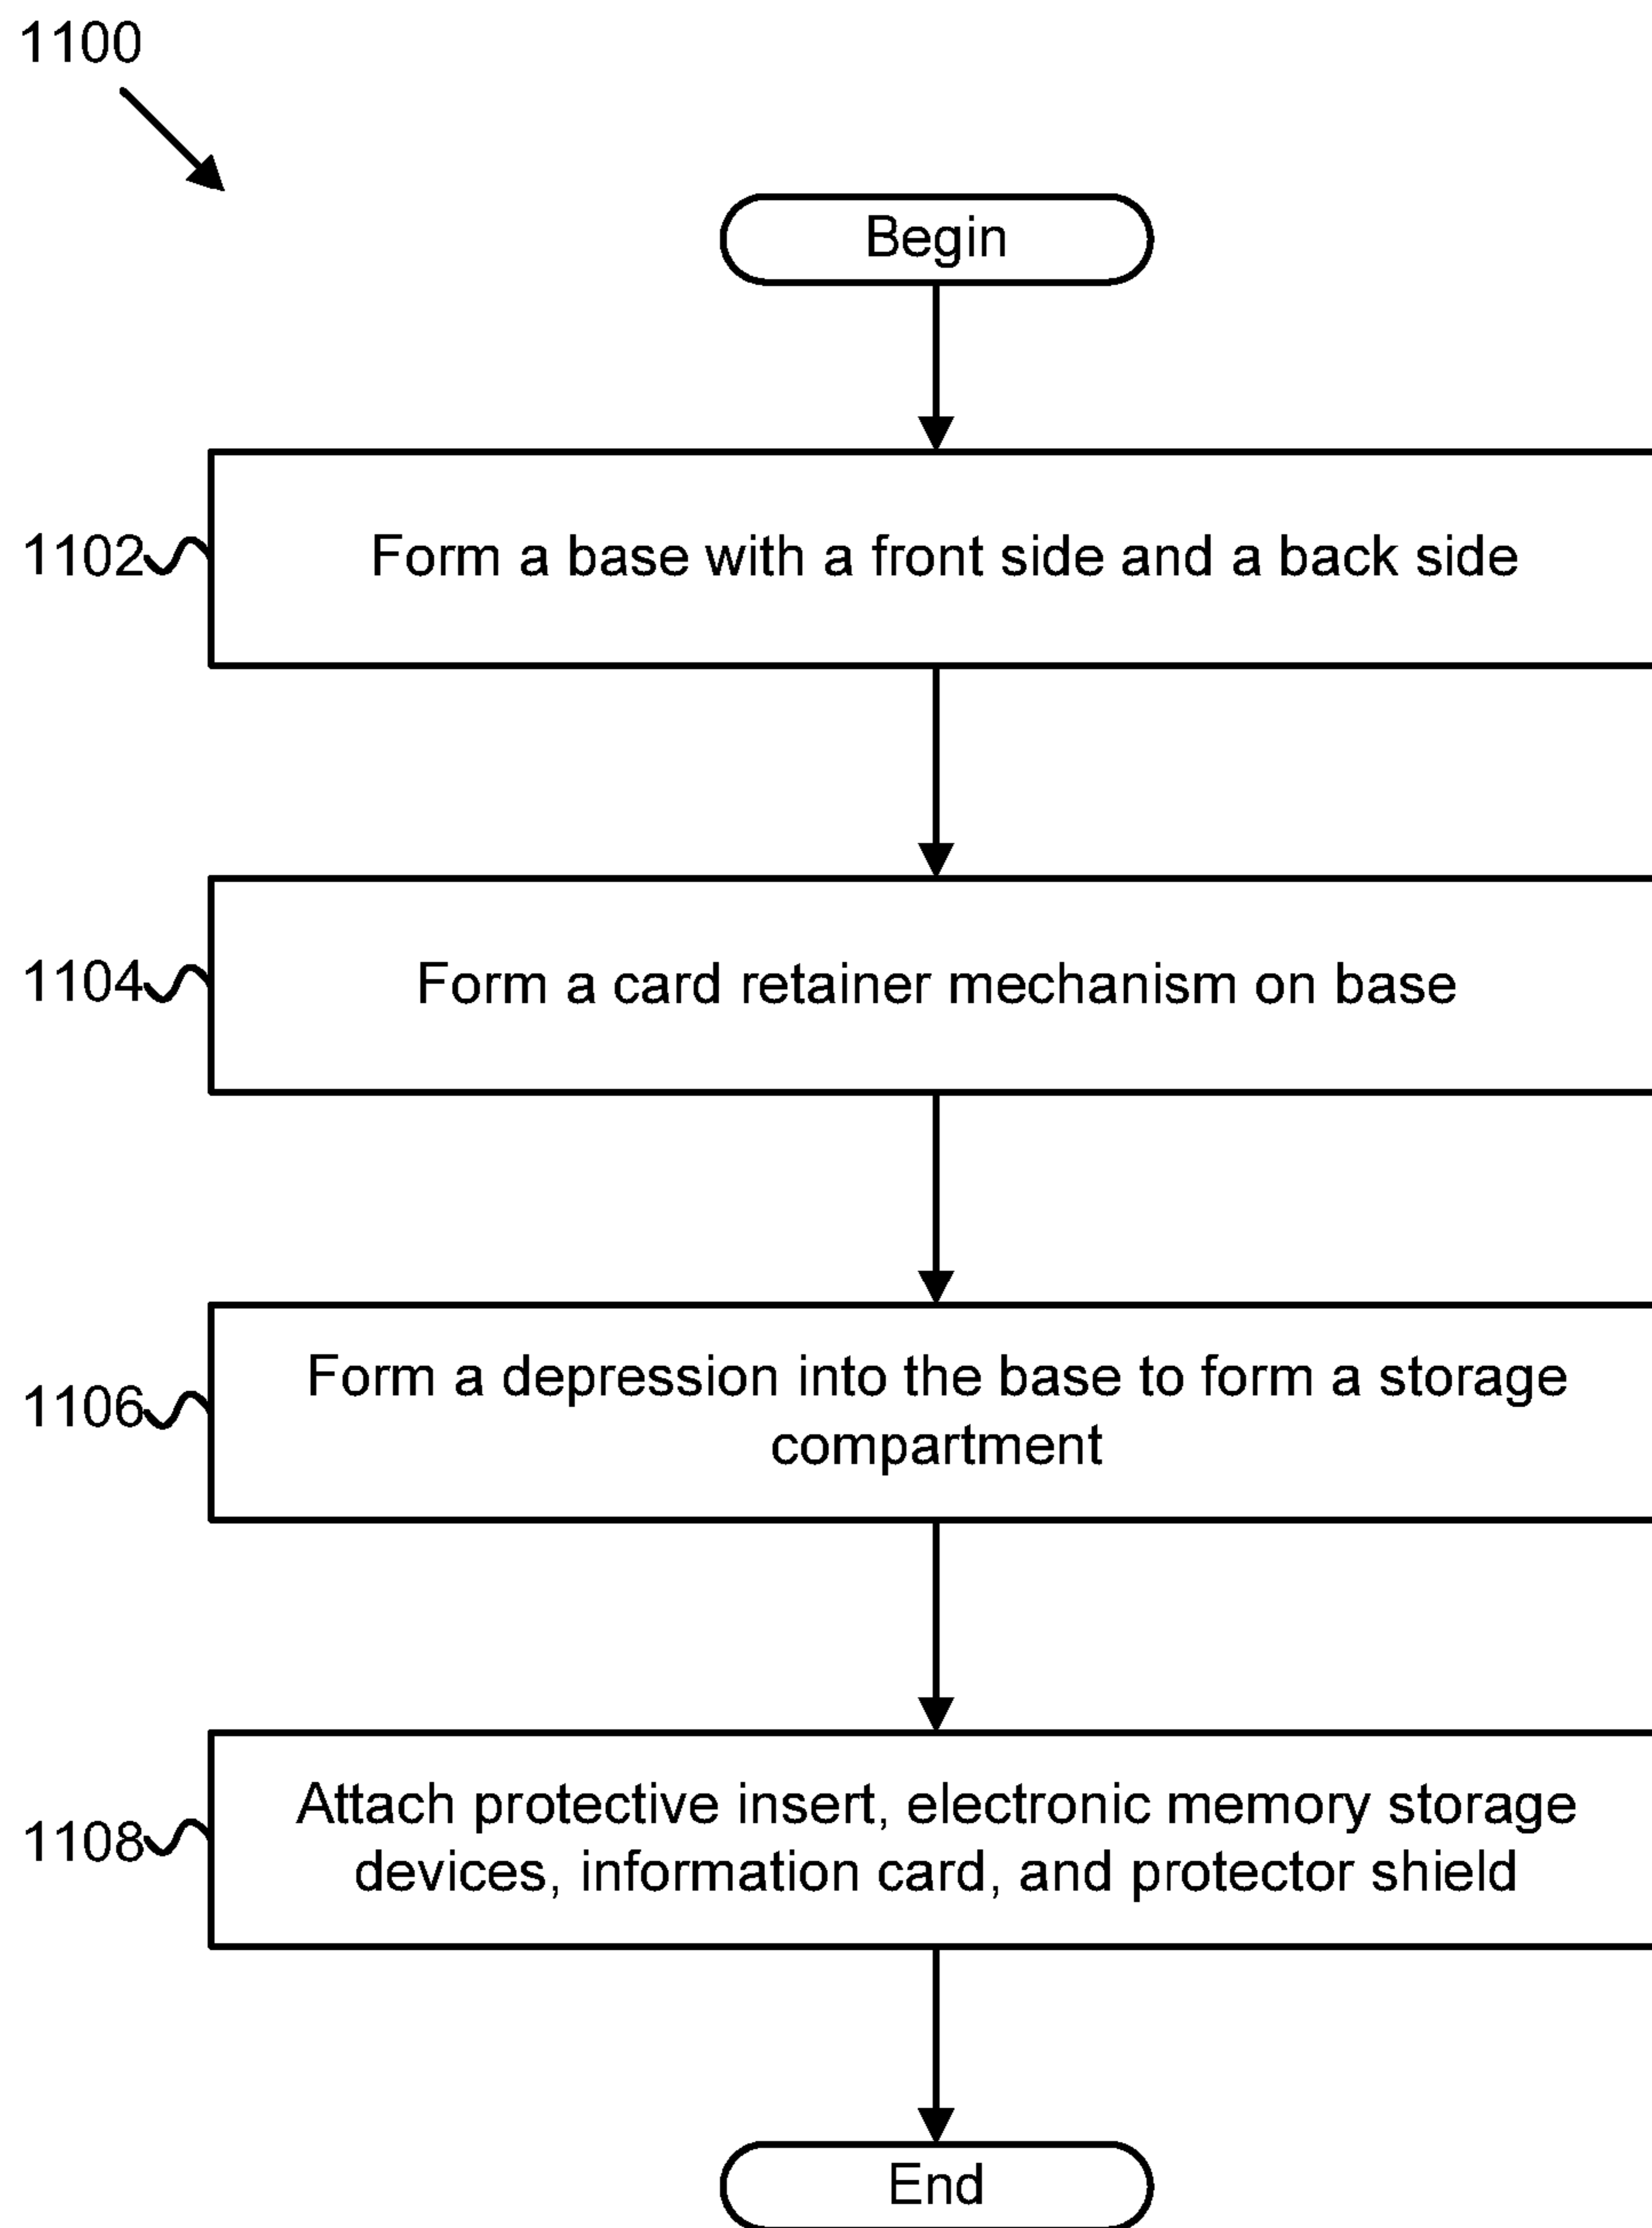 1100
Begin
1102
Form a base with a front side and a back side
1104
Form a card retainer mechanism on base
1106
Form a depression into the base to form a storage
compartment
1108
Attach protective insert, electronic memory storage
devices, information card, and protector shield
End